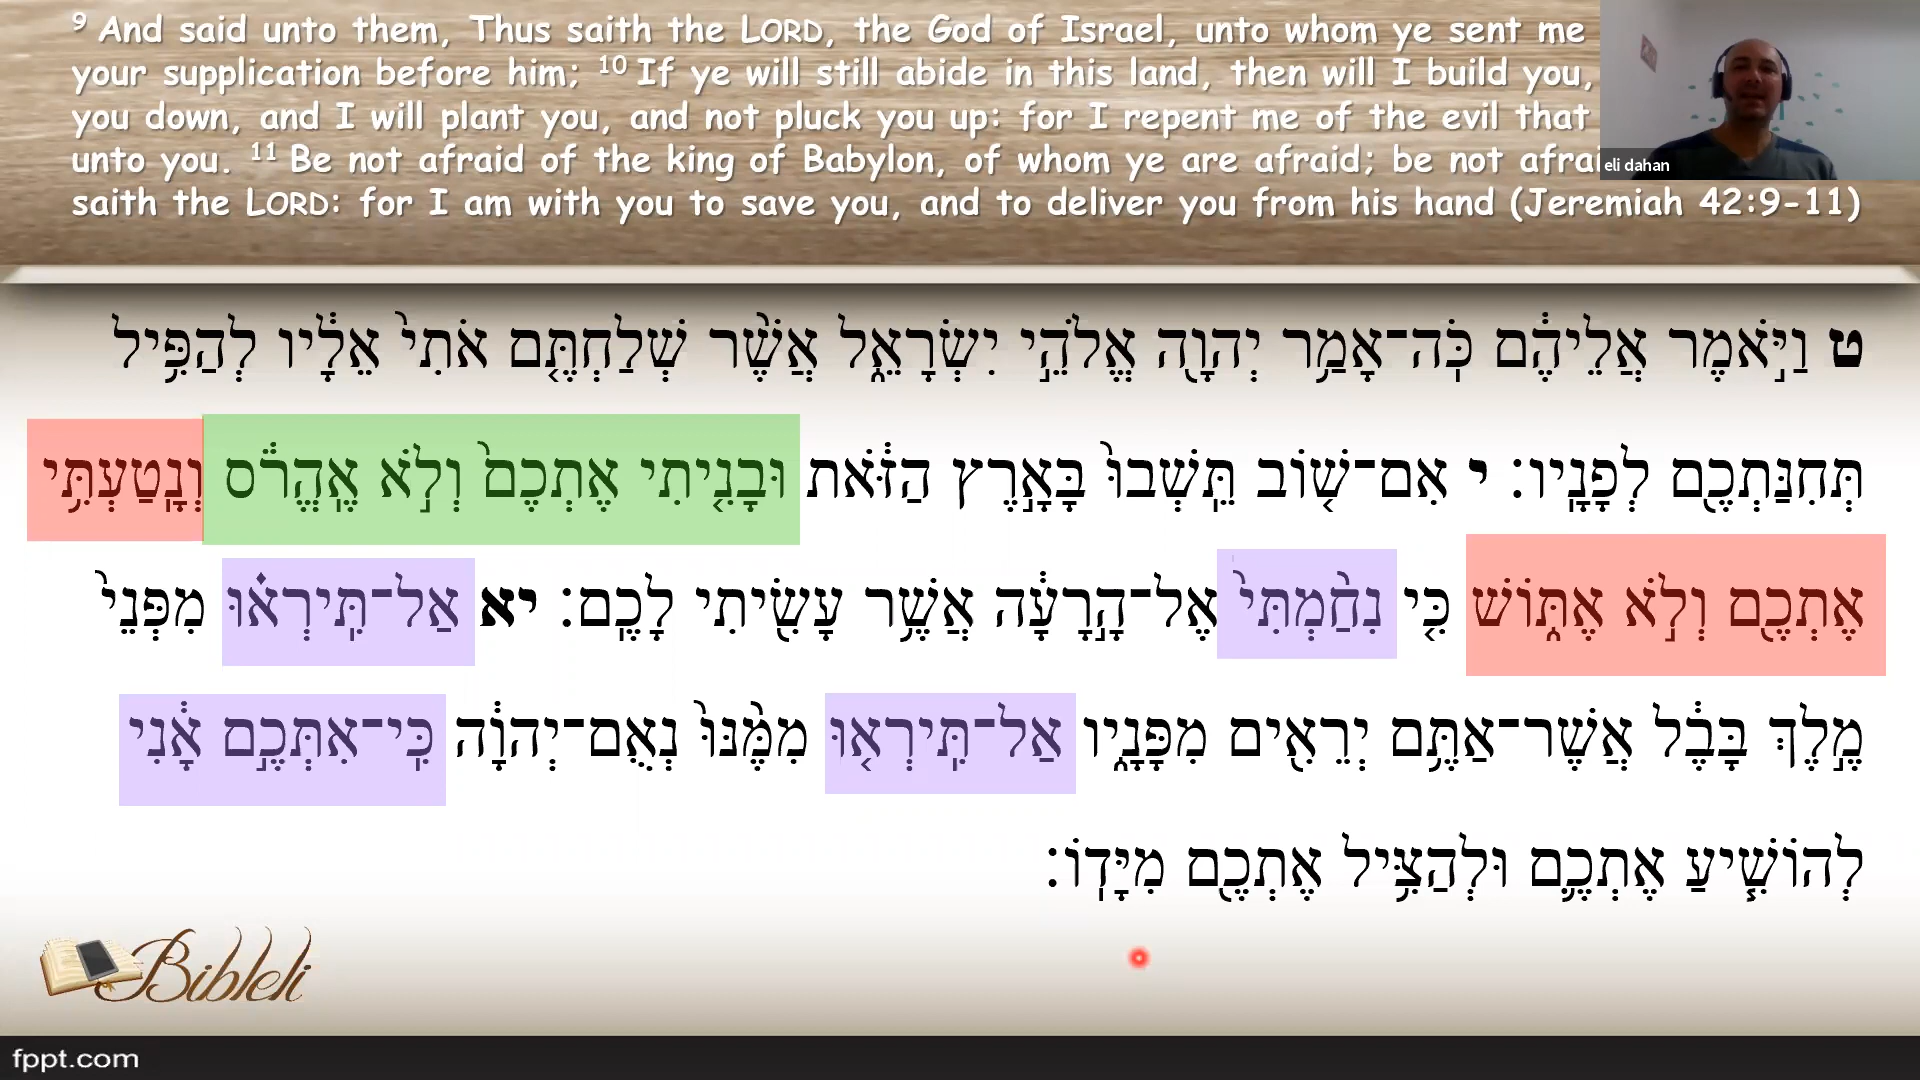 9 And said unto them, Thus saith the LORD, the God of Israel, unto whom ye sent me
your supplication before him; 10 If ye will still abide in this land, then will I build you,
you down, and I will plant you, and not pluck you up: for I repent me of the evil that
unto you. 11 Be not afraid of the king of Babylon, of whom ye are afraid; be not afrai
saith the LORD: for I am with you to save you, and to deliver you from his hand (Jeremiah 42:9-11)
eli dahan
ט וַיֹּ֣אמֶר אֲלֵיהֶ֔ם כֹּֽה־אָמַ֥ר יְהוָ֖ה אֱלֹהֵ֣י יִשְׂרָאֵ֑ל אֲשֶׁ֨ר שְׁלַחְתֶּ֤ם אֹתִי֙ אֵלָ֔יו לְהַפִּ֥יל
תְּחִנַּתְכֶ֖ם לְפָנָֽיו׃ י אִם־שׁ֤וֹב תֵּֽשְׁבוּ֙ בָּאָ֣רֶץ הַזֹּ֔את וּבָנִ֤יתִי אֶתְכֶם֙ וְלֹ֣א אֶֽהֱרֹ֔ס וְנָטַעְתִּ֥י
אֶתְכֶ֖ם וְלֹ֣א אֶתּ֑וֹשׁ כִּ֤י נִחַ֙מְתִּי֙ אֶל־הָ֣רָעָ֔ה אֲשֶׁ֥ר עָשִׂ֖יתִי לָכֶֽם׃ יא אַל־תִּֽירְא֗וּ מִפְּנֵי֙
מֶ֣לֶךְ בָּבֶ֔ל אֲשֶׁר־אַתֶּ֥ם יְרֵאִ֖ים מִפָּנָ֑יו אַל־תִּֽירְא֤וּ מִמֶּ֙נּוּ֙ נְאֻם־יְהוָ֔ה כִּֽי־אִתְּכֶ֣ם אָ֔נִי
לְהוֹשִׁ֧יעַ אֶתְכֶ֛ם וּלְהַצִּ֥יל אֶתְכֶ֖ם מִיָּדֽוֹ׃
Bibleli
fppt.com